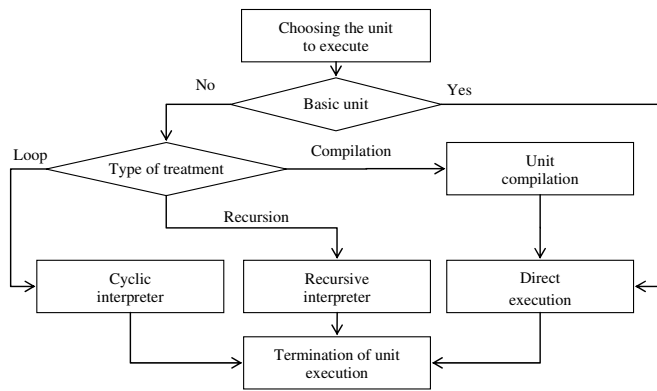 Choosing the unit
to execute
No
Basic unit
Yes
Loop
Type of treatment
Compilation
Unit
compilation
Recursion
Cyclic
interpreter
Recursive
interpreter
Direct
execution
Termination of unit
execution